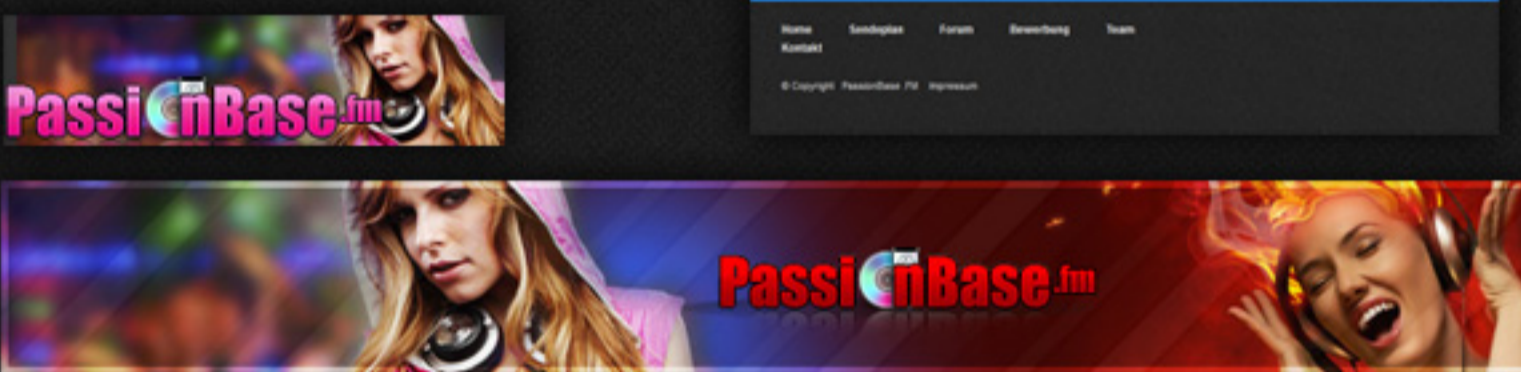 PassionBase.fm
Home Sendeplan Forum Bewerbung Team
Kontakt
© Copyright PassionBase FM Impressum
PassionBase.fm